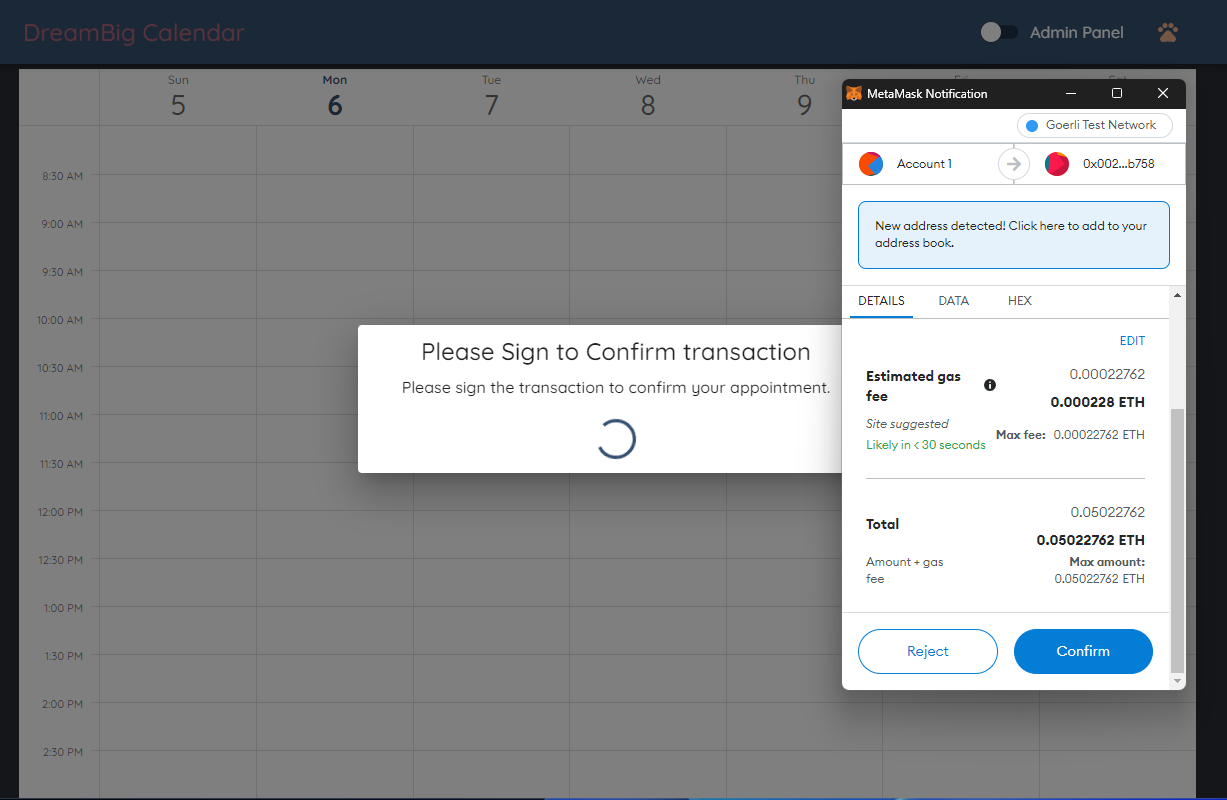 DreamBig Calendar
Admin Panel
Sun
Mon
Tue
Wed
Thu
5
6
7
8
9
8:30 AM
9:00 AM
9:30 AM
10:00 AM
10:30 AM
11:00 AM
11:30 AM
12:00 PM
12:30 PM
1:00 PM
1:30 PM
2:00 PM
2:30 PM
Please Sign to Confirm transaction
Please sign the transaction to confirm your appointment.
MetaMask Notification
Goerli Test Network
Account 1
0x002...b758
New address detected! Click here to add to your
address book.
DETAILS
DATA
HEX
EDIT
Estimated gas
fee
0.00022762
0.000228 ETH
Site suggested
Likely in < 30 seconds
Max fee: 0.00022762 ETH
Total
0.05022762
0.05022762 ETH
Amount + gas
fee
Max amount:
0.05022762 ETH
Reject
Confirm